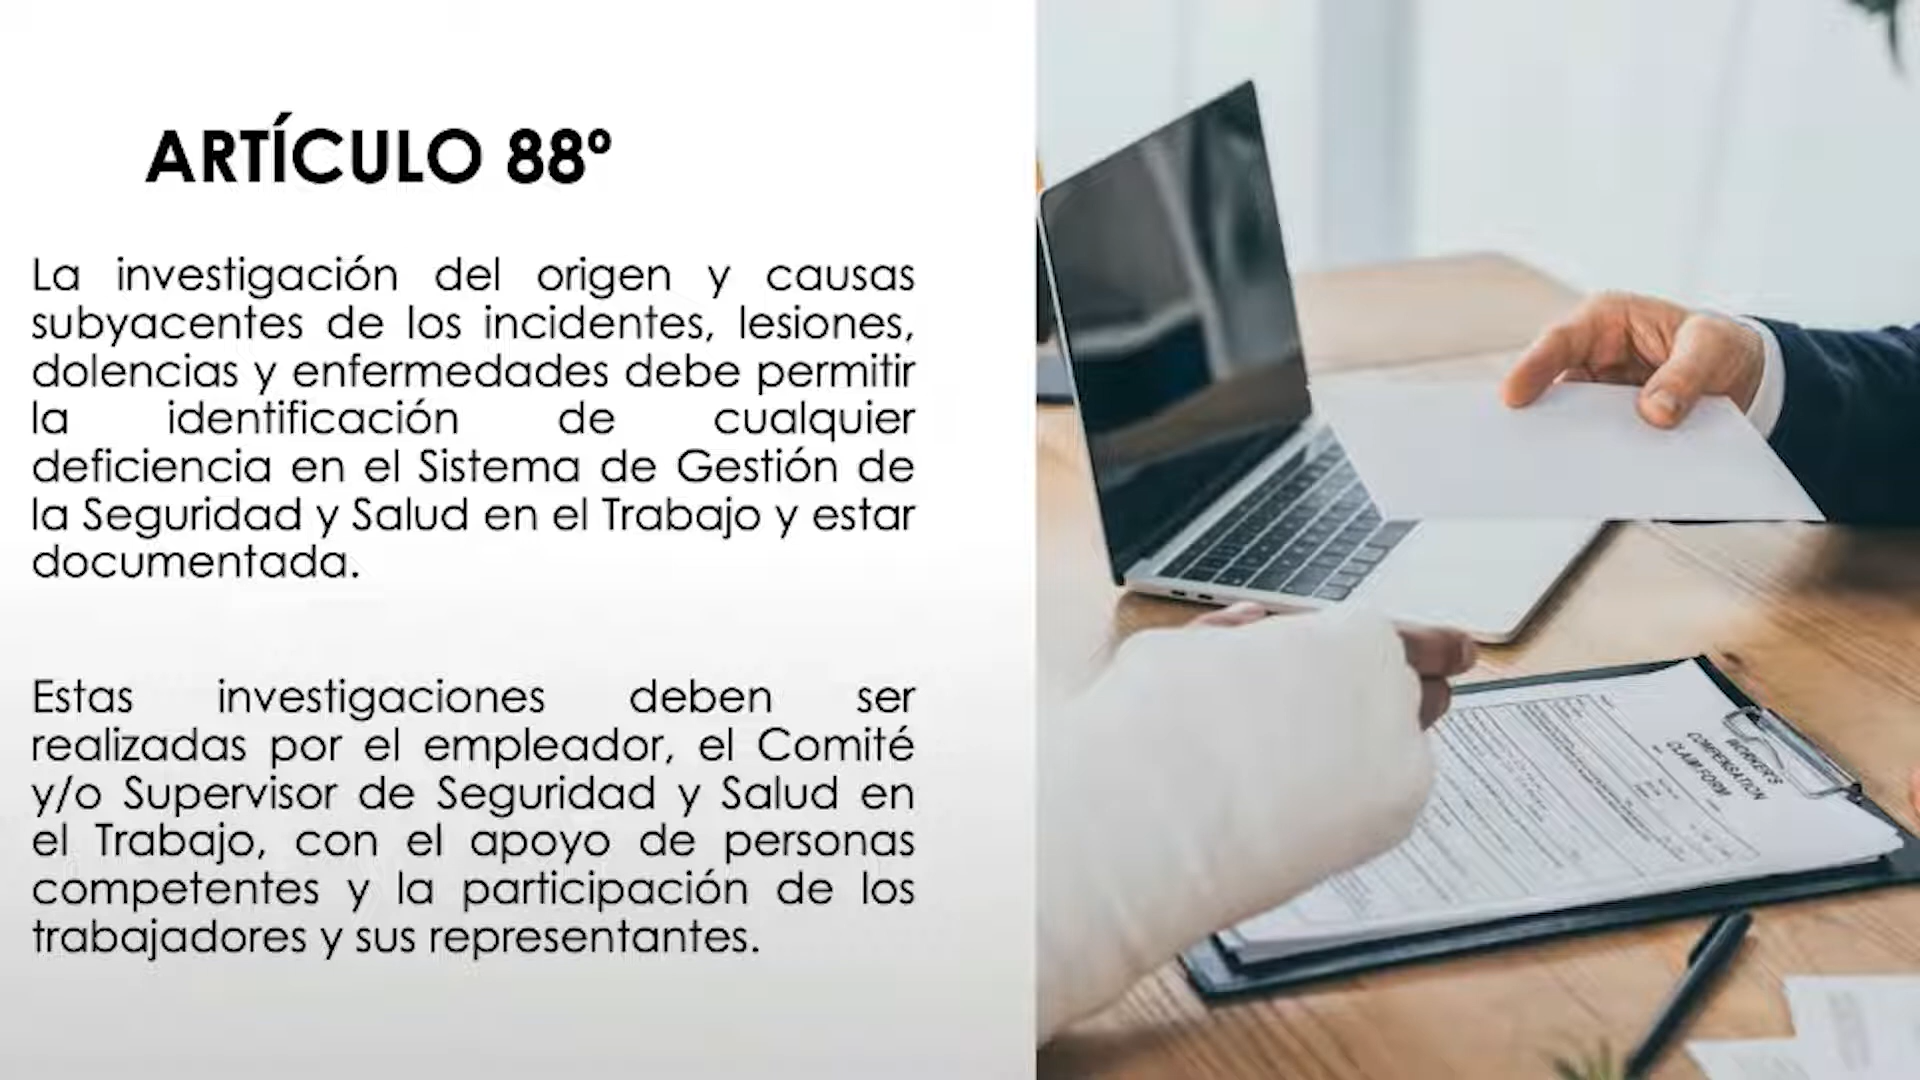 ARTÍCULO 88º
La investigación del origen y causas
subyacentes de los incidentes, lesiones,
dolencias y enfermedades debe permitir
la identificación de cualquier
deficiencia en el Sistema de Gestión de
la Seguridad y Salud en el Trabajo y estar
documentada.
Estas investigaciones deben ser
realizadas por el empleador, el Comité
y/o Supervisor de Seguridad y Salud en
el Trabajo, con el apoyo de personas
competentes y la participación de los
trabajadores y sus representantes.
WORKER'S
COMPENSATION
CLAIM FORM